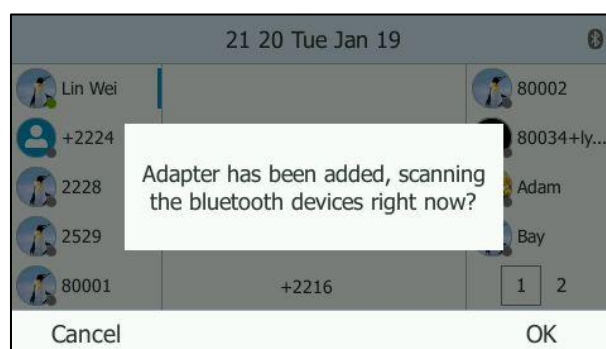 21 20 Tue Jan 19
Lin Wei
+2224
2228
2529
80001
Adapter has been added, scanning
the bluetooth devices right now?
+2216
80002
80034+ly...
Adam
Bay
1 2
Cancel OK